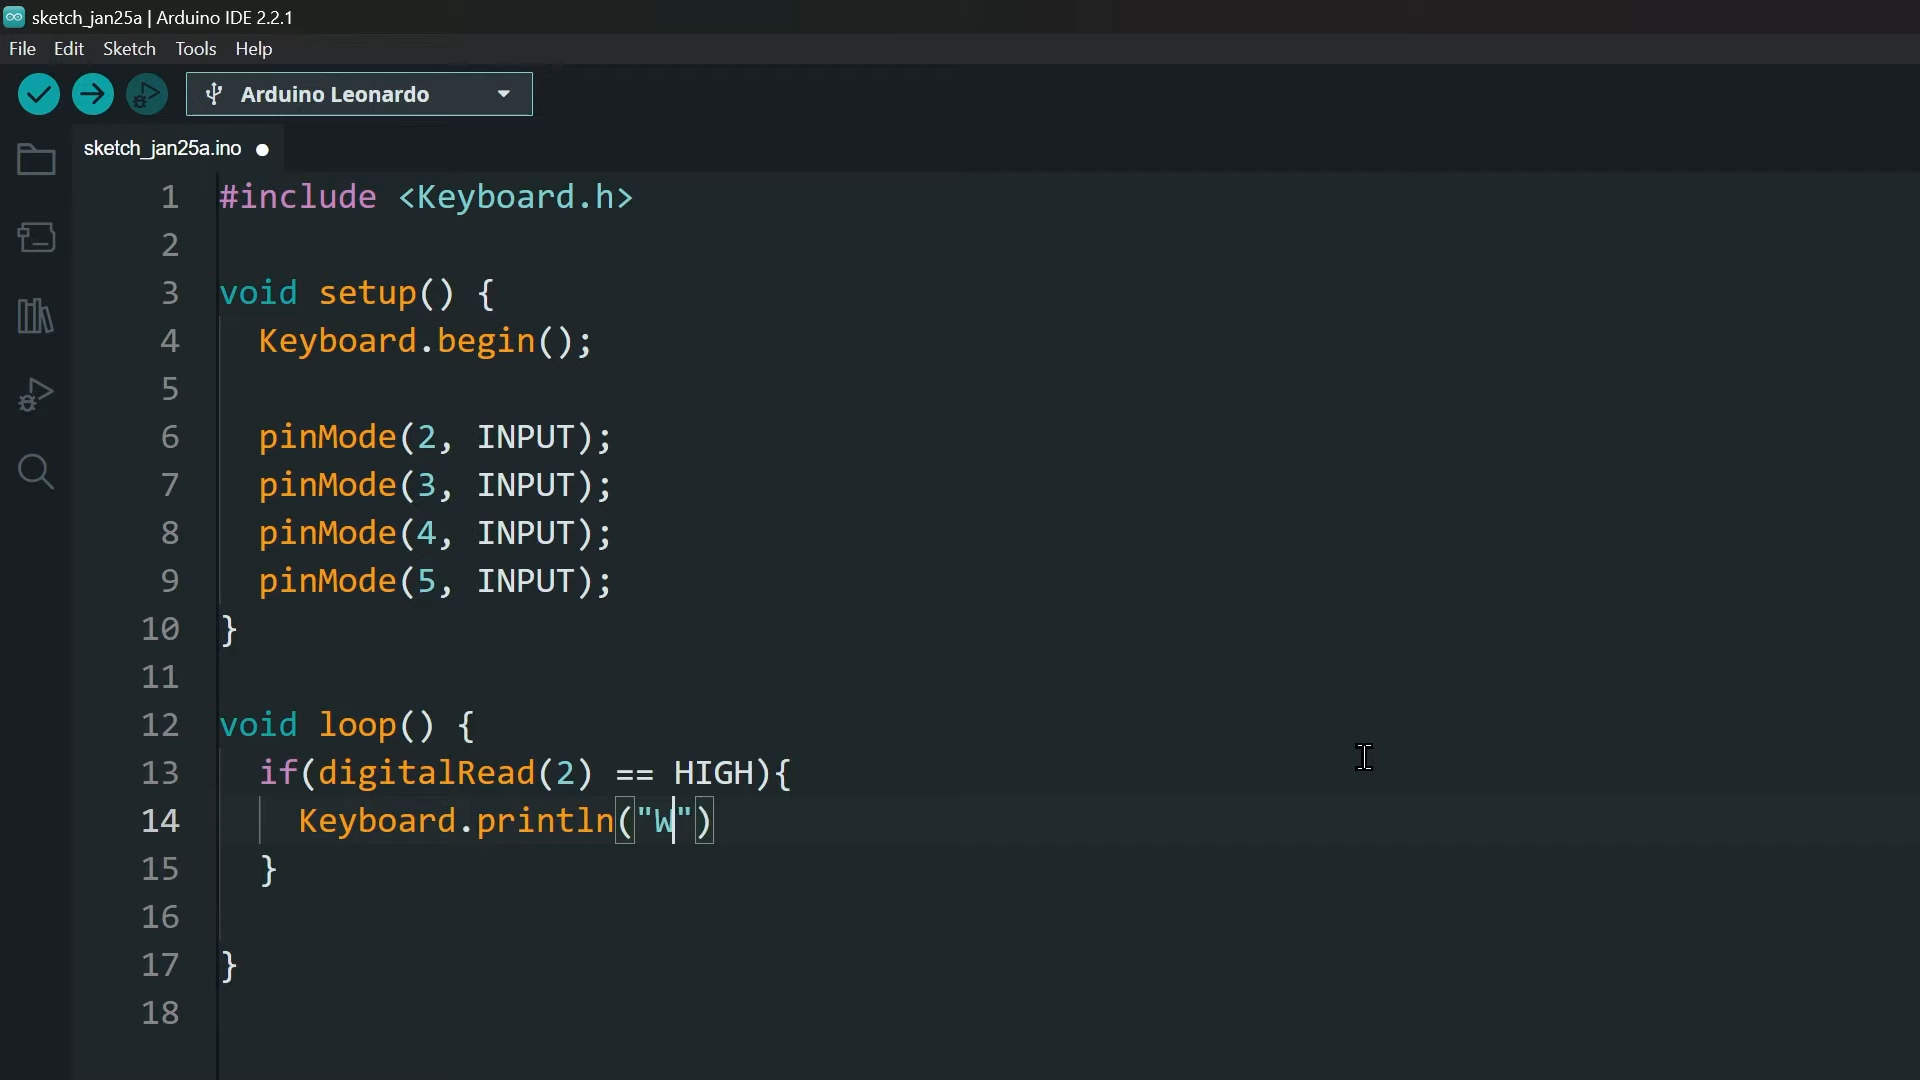 sketch_jan25a | Arduino IDE 2.2.1
File Edit Sketch Tools Help
Arduino Leonardo
sketch_jan25a.ino
1 #include <Keyboard.h>
2
3 void setup() {
4 Keyboard.begin();
5
6 pinMode(2, INPUT);
7 pinMode(3, INPUT);
8 pinMode(4, INPUT);
9 pinMode(5, INPUT);
10 }
11
12 void loop() {
13 if(digitalRead(2) == HIGH){
14 Keyboard.println("W")
15 }
16
17 }
18